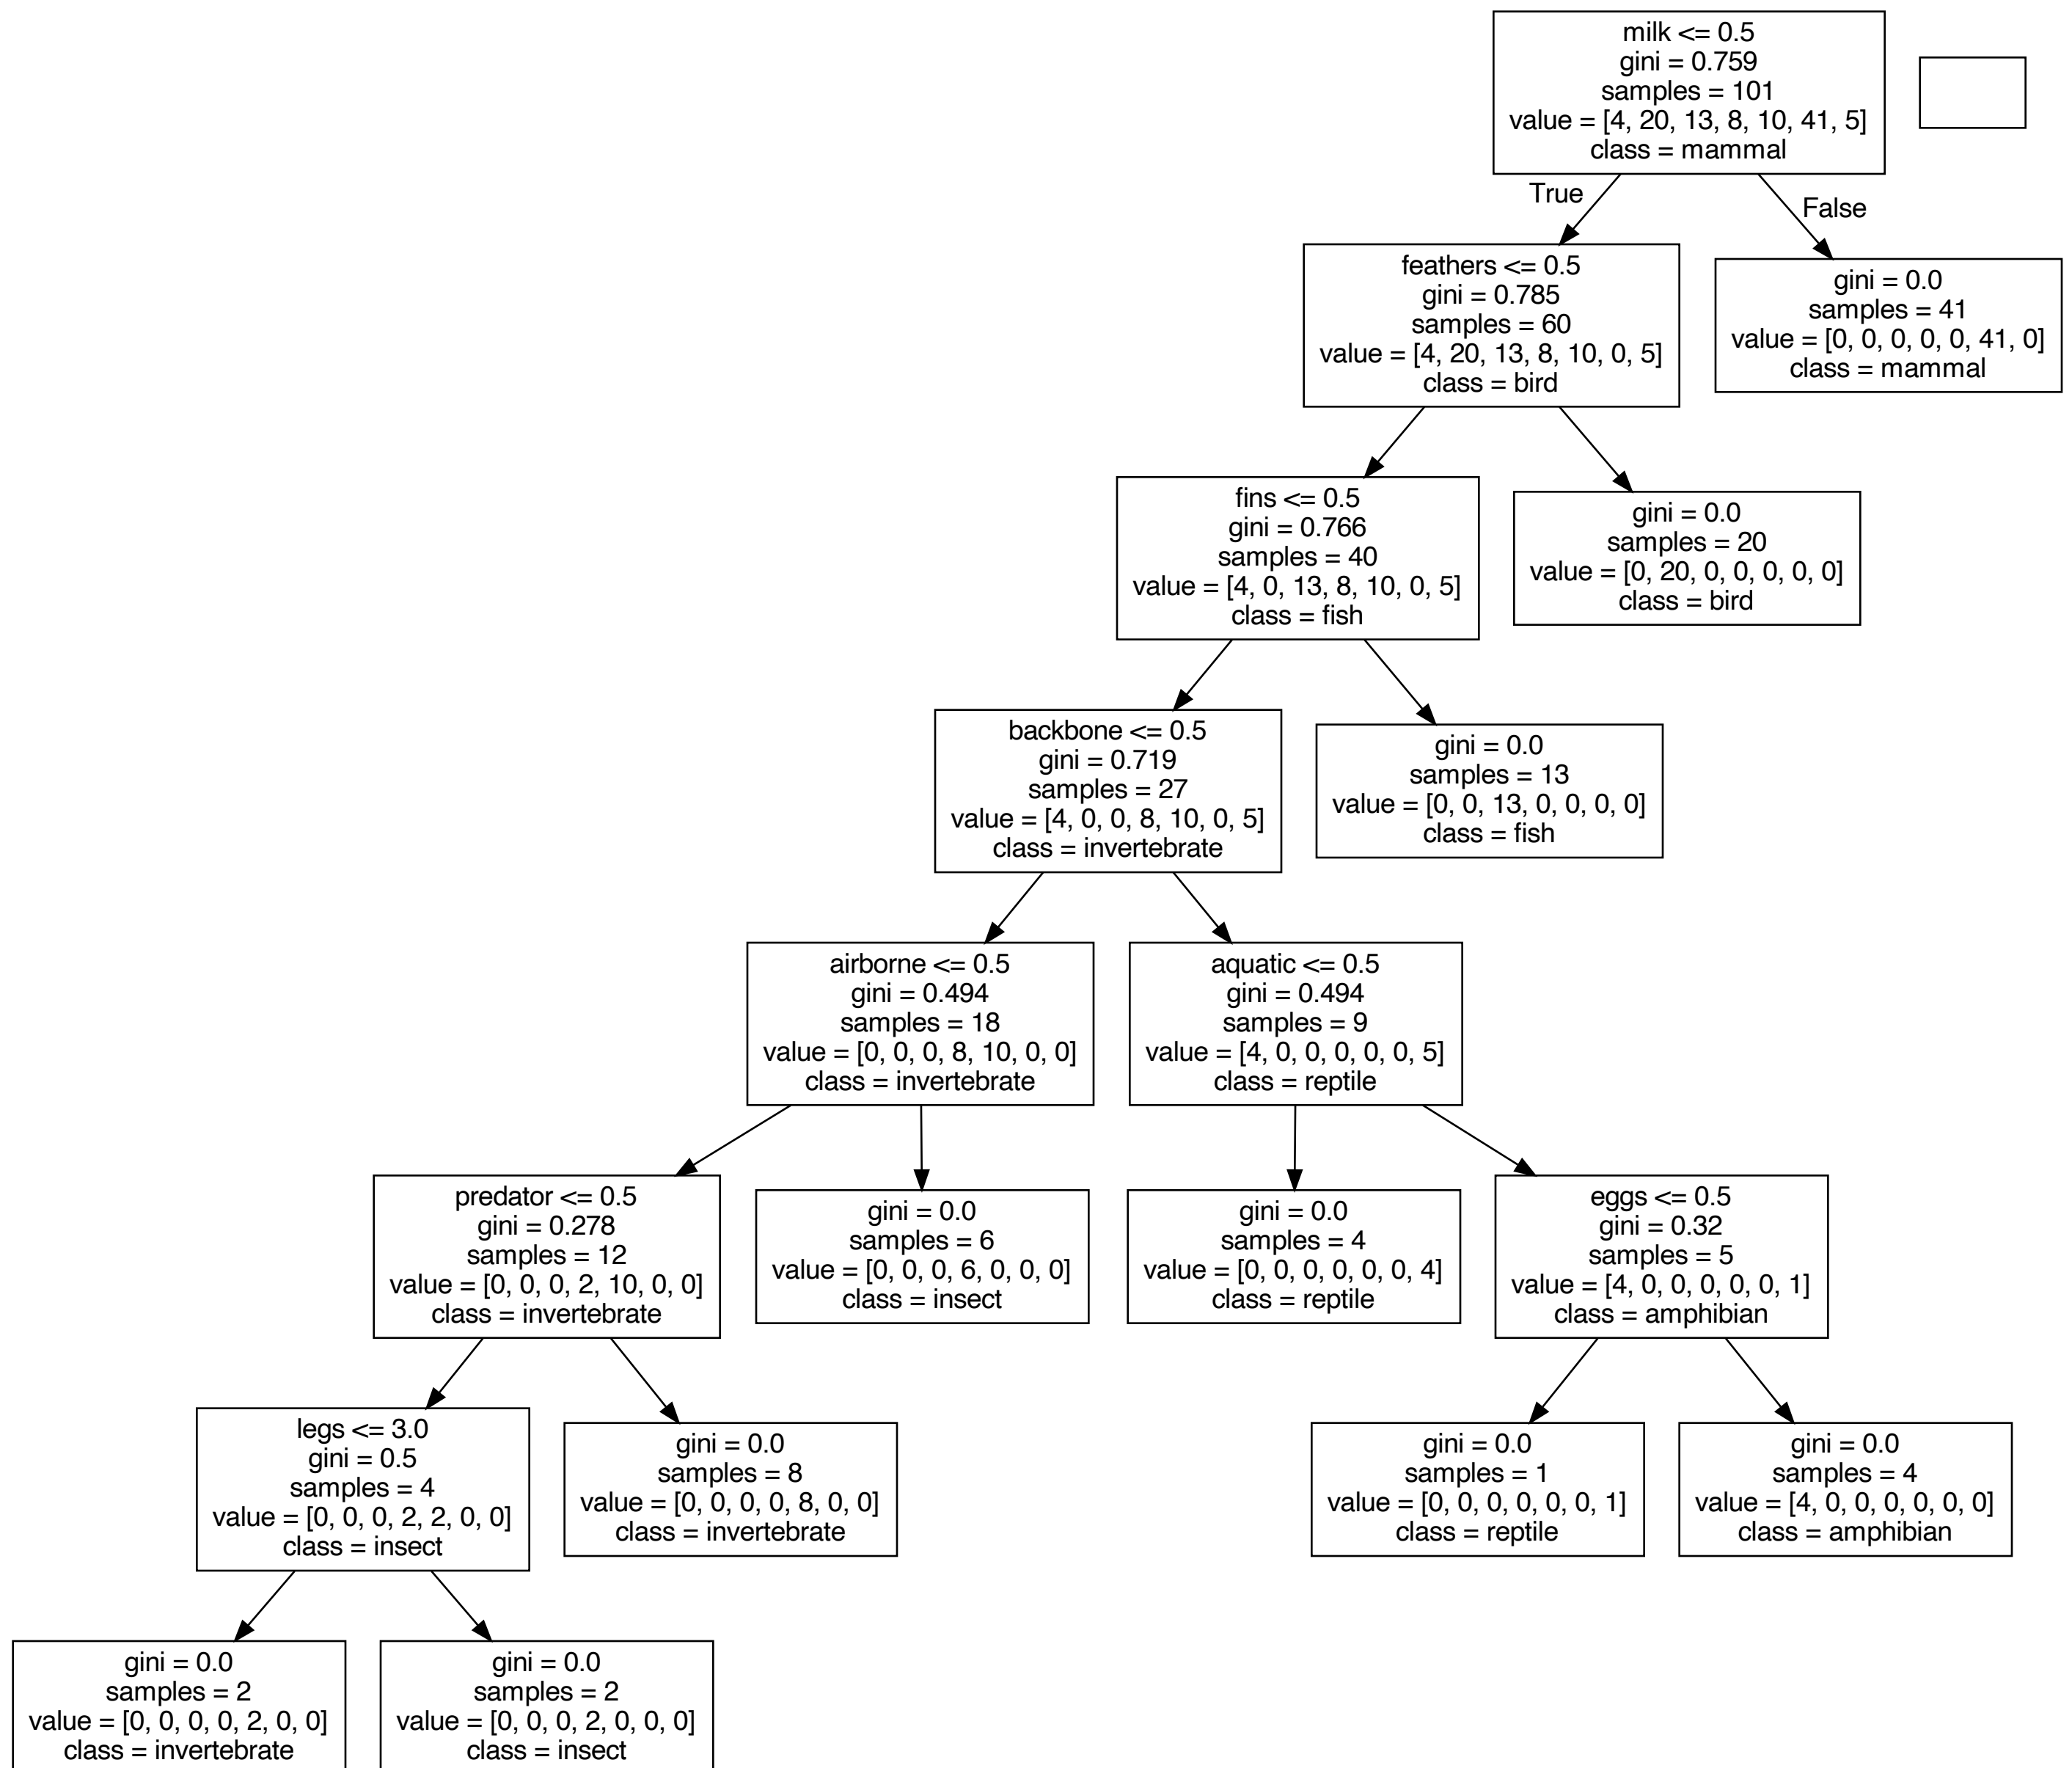 milk <= 0.5
gini = 0.759
samples = 101
value = [4, 20, 13, 8, 10, 41, 5]
class = mammal
True
False
feathers <= 0.5
gini = 0.785
samples = 60
value = [4, 20, 13, 8, 10, 0, 5]
class = bird
gini = 0.0
samples = 41
value = [0, 0, 0, 0, 0, 41, 0]
class = mammal
fins <= 0.5
gini = 0.766
samples = 40
value = [4, 0, 13, 8, 10, 0, 5]
class = fish
gini = 0.0
samples = 20
value = [0, 20, 0, 0, 0, 0, 0]
class = bird
backbone <= 0.5
gini = 0.719
samples = 27
value = [4, 0, 0, 8, 10, 0, 5]
class = invertebrate
gini = 0.0
samples = 13
value = [0, 0, 13, 0, 0, 0, 0]
class = fish
airborne <= 0.5
gini = 0.494
samples = 18
value = [0, 0, 0, 8, 10, 0, 0]
class = invertebrate
aquatic <= 0.5
gini = 0.494
samples = 9
value = [4, 0, 0, 0, 0, 0, 5]
class = reptile
predator <= 0.5
gini = 0.278
samples = 12
value = [0, 0, 0, 2, 10, 0, 0]
class = invertebrate
gini = 0.0
samples = 6
value = [0, 0, 0, 6, 0, 0, 0]
class = insect
gini = 0.0
samples = 4
value = [0, 0, 0, 0, 0, 0, 4]
class = reptile
eggs <= 0.5
gini = 0.32
samples = 5
value = [4, 0, 0, 0, 0, 0, 1]
class = amphibian
legs <= 3.0
gini = 0.5
samples = 4
value = [0, 0, 0, 2, 2, 0, 0]
class = insect
gini = 0.0
samples = 8
value = [0, 0, 0, 0, 8, 0, 0]
class = invertebrate
gini = 0.0
samples = 1
value = [0, 0, 0, 0, 0, 0, 1]
class = reptile
gini = 0.0
samples = 4
value = [4, 0, 0, 0, 0, 0, 0]
class = amphibian
gini = 0.0
samples = 2
value = [0, 0, 0, 0, 2, 0, 0]
class = invertebrate
gini = 0.0
samples = 2
value = [0, 0, 0, 2, 0, 0, 0]
class = insect